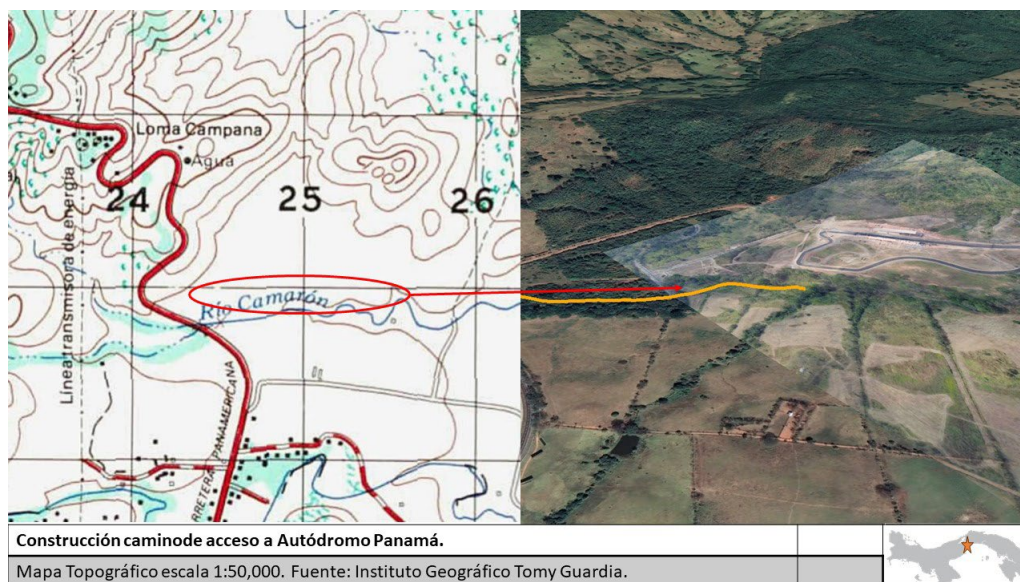 Loma Campana
Agua
24
25
26
Río Camarón
Línea transmisora de energía
RRETERA PANAMERICANA
Construcción caminode acceso a Autódromo Panamá.
Mapa Topográfico escala 1:50,000. Fuente: Instituto Geográfico Tomy Guardia.